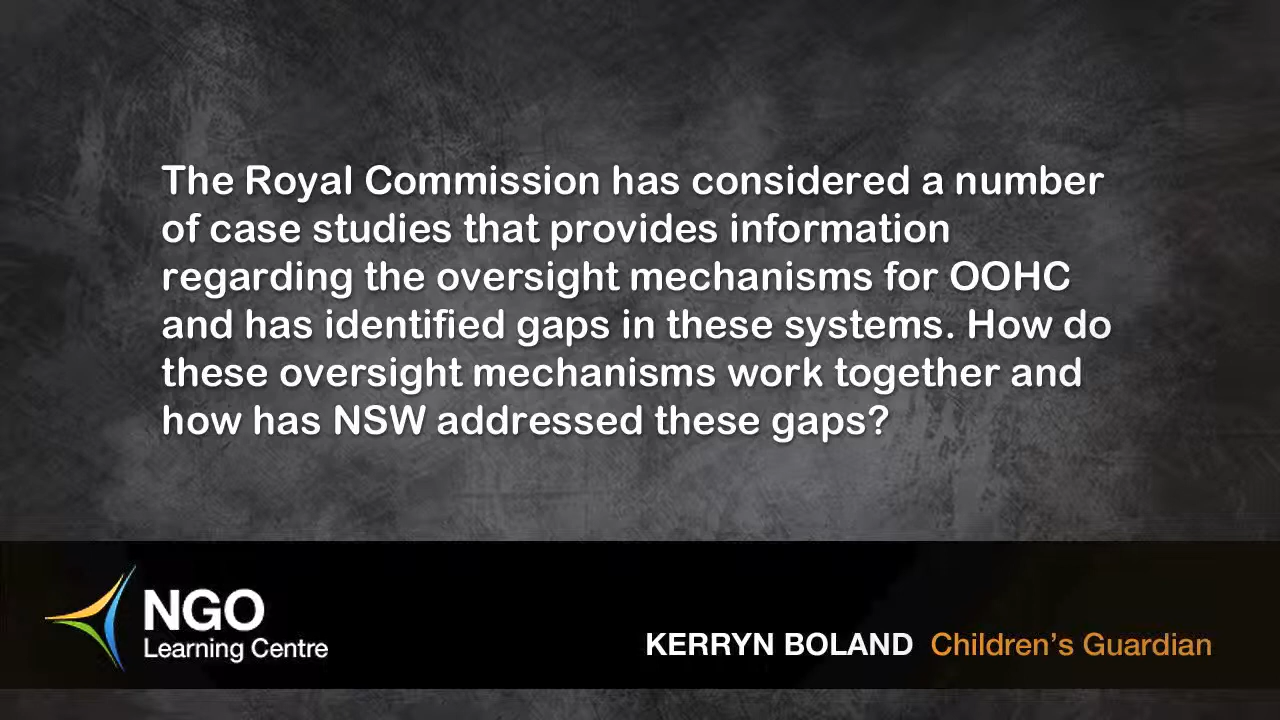 The Royal Commission has considered a number
of case studies that provides information
regarding the oversight mechanisms for OOHC
and has identified gaps in these systems. How do
these oversight mechanisms work together and
how has NSW addressed these gaps?
NGO
Learning Centre
KERRYN BOLAND Children's Guardian